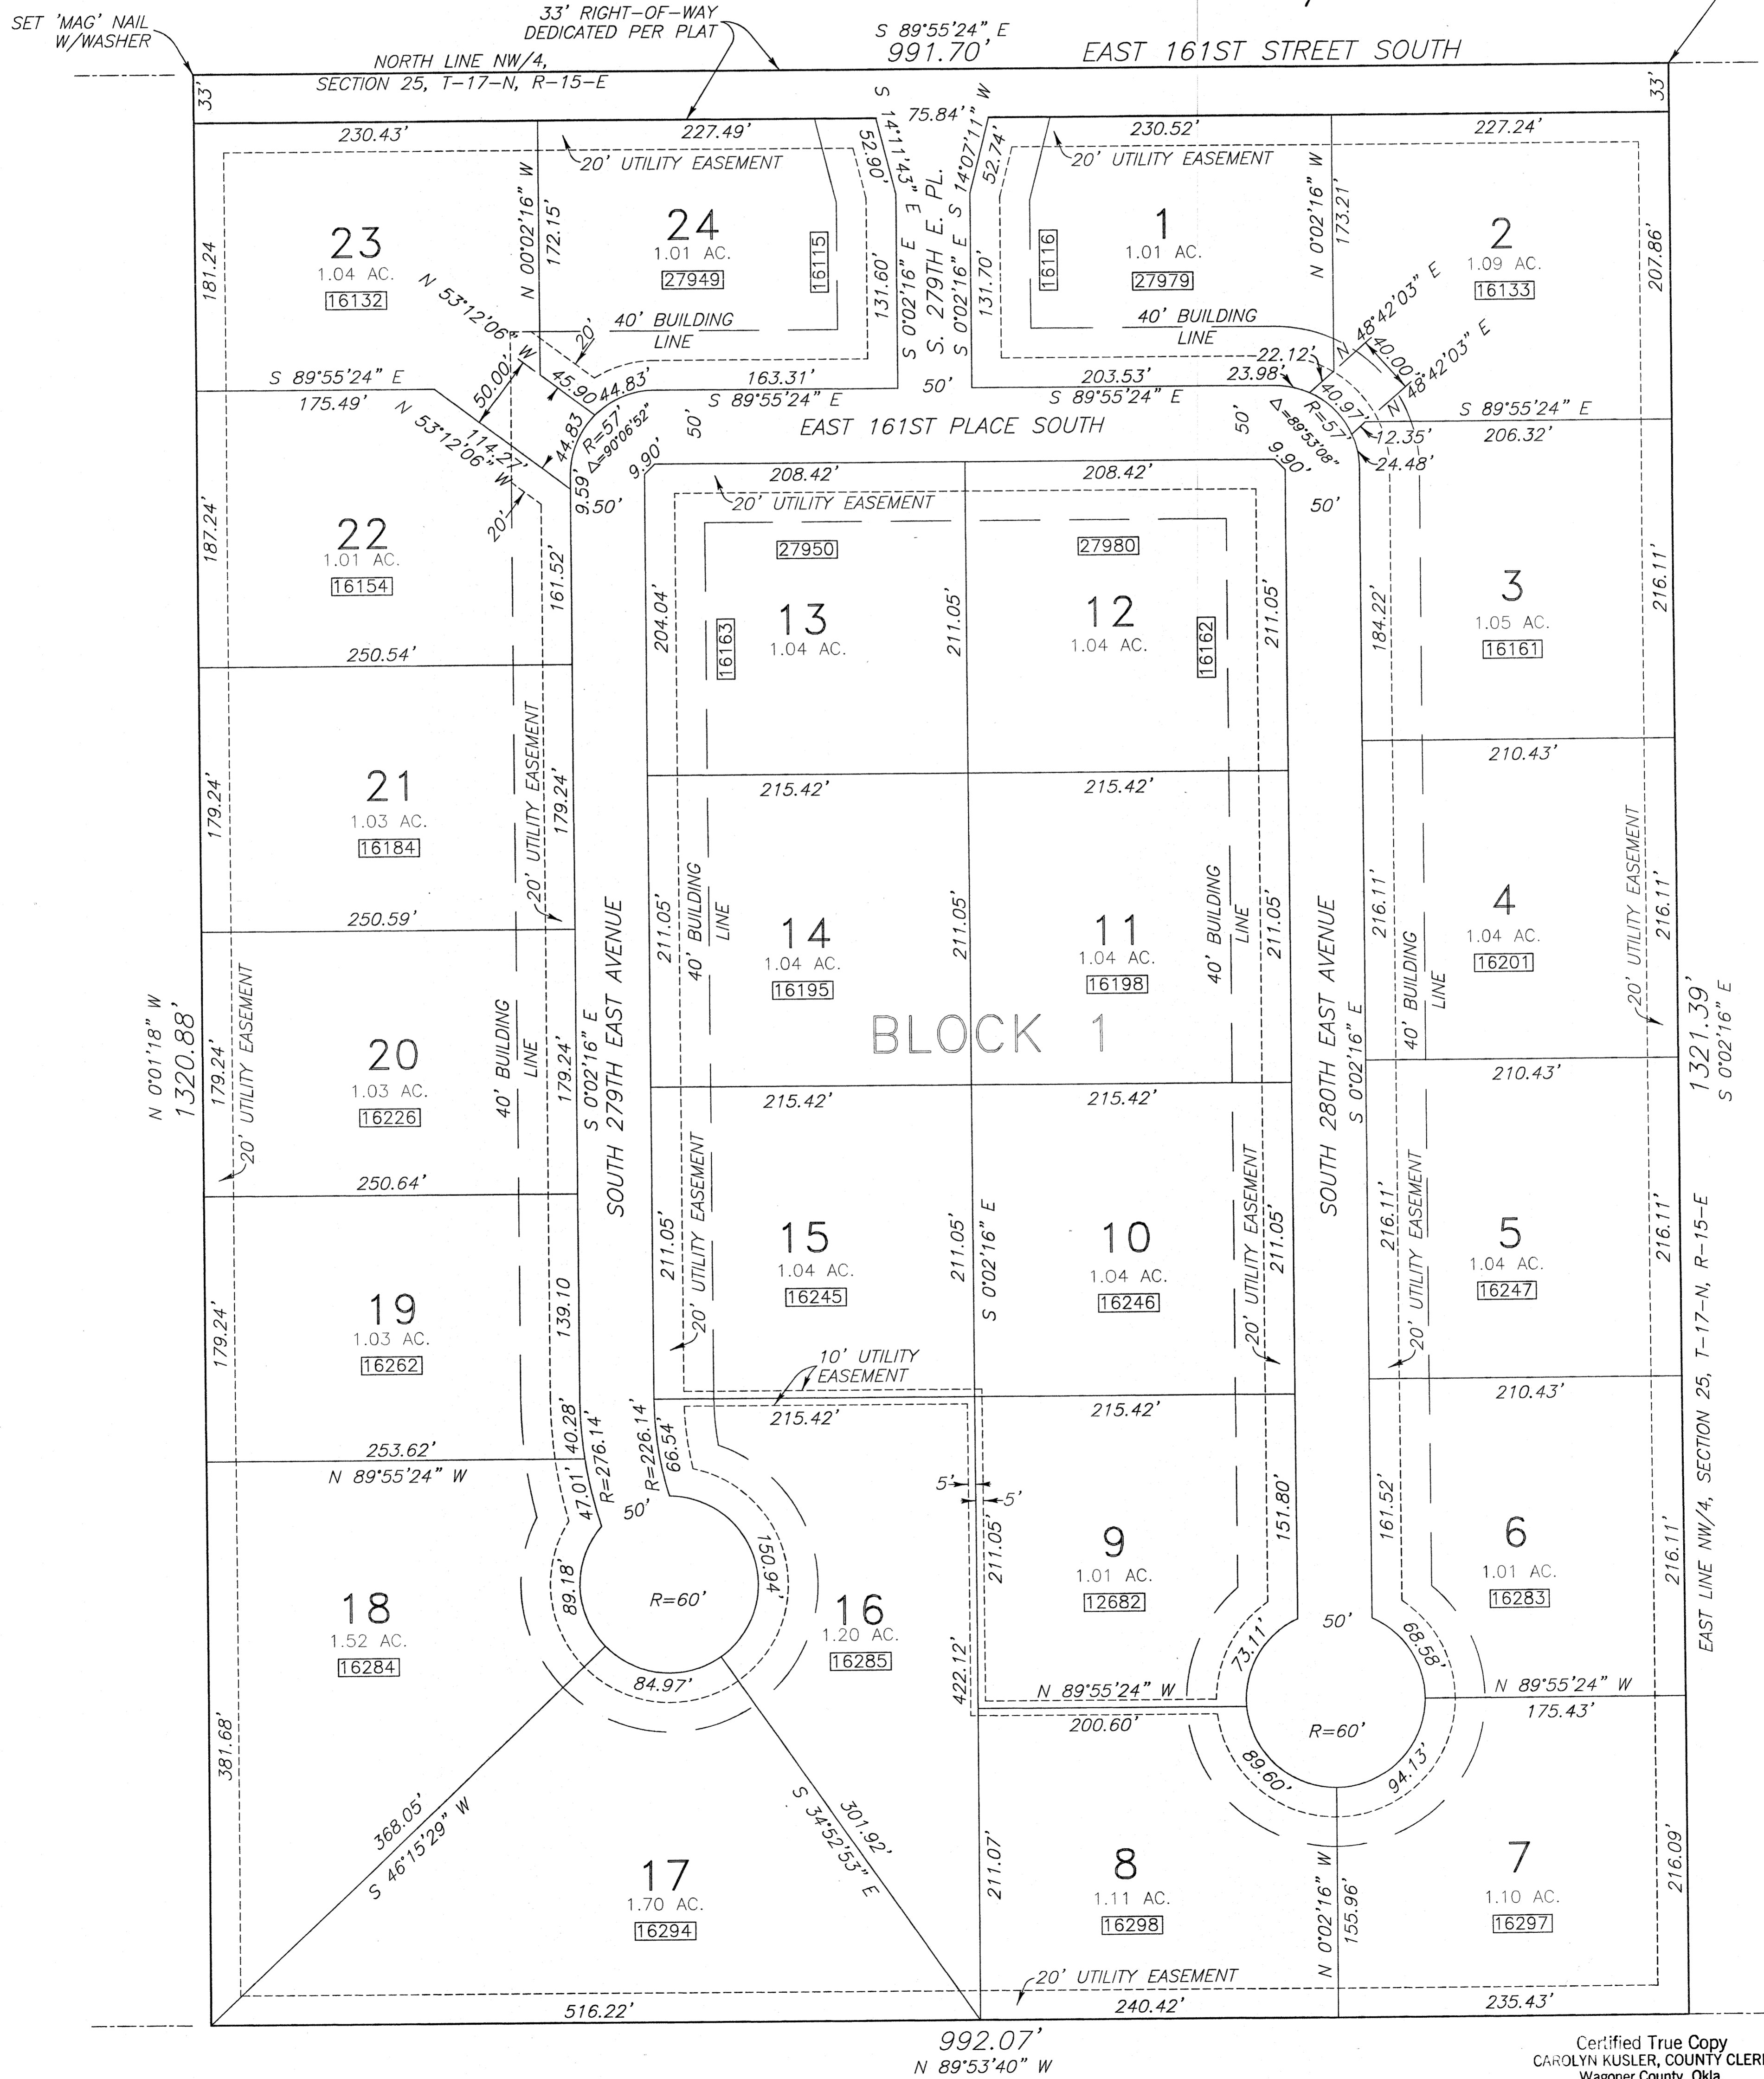 SET 'MAG' NAIL
W/WASHER
33' RIGHT-OF-WAY
DEDICATED PER PLAT
S 89°55'24" E
991.70'
EAST 161ST STREET SOUTH
NORTH LINE NW/4,
SECTION 25, T-17-N, R-15-E
33'
33'
230.43'
227.49'
S 14°11'43" E
52.90'
75.84'
S 14°07'11" W
52.74'
230.52'
227.24'
20' UTILITY EASEMENT
20' UTILITY EASEMENT
23
1.04 AC.
16132
181.24
N 00°02'16" W
172.15'
24
1.01 AC.
27949
16115
131.60'
S 0°02'16" E
S. 279TH E. PL.
S 0°02'16" E
131.70'
16116
1
1.01 AC.
27979
N 0°02'16" W
173.21'
2
1.09 AC.
16133
207.86'
N 53°12'06" W
40' BUILDING
LINE
20'
40' BUILDING
LINE
N 48°42'03" E
40.00'
N 48°42'03" E
22.12'
23.98'
40.97'
S 89°55'24" E
175.49'
50.00'
45.90
44.83'
163.31'
S 89°55'24" E
50'
203.53'
S 89°55'24" E
S 89°55'24" E
206.32'
N 53°12'06" W
114.27'
44.83
R=57'
Δ=90°06'52"
50'
EAST 161ST PLACE SOUTH
50'
R=57'
Δ=89°53'08"
12.35'
24.48'
9.59'
50'
9.90'
208.42'
208.42'
9.90'
50'
20'
20' UTILITY EASEMENT
187.24'
22
1.01 AC.
16154
161.52'
250.54'
204.04'
27950
13
1.04 AC.
16163
211.05'
27980
12
1.04 AC.
16162
211.05'
184.22'
3
1.05 AC.
16161
216.11'
179.24'
21
1.03 AC.
16184
20' UTILITY EASEMENT
179.24'
215.42'
215.42'
210.43'
250.59'
211.05'
40' BUILDING
LINE
14
1.04 AC.
16195
211.05'
11
1.04 AC.
16198
40' BUILDING
LINE
211.05'
216.11'
40' BUILDING
LINE
4
1.04 AC.
16201
20' UTILITY EASEMENT
216.11'
BLOCK 1
N 0°01'18" W
1320.88'
179.24'
20' UTILITY EASEMENT
20
1.03 AC.
16226
40' BUILDING
LINE
179.24'
S 0°02'16" E
SOUTH 279TH EAST AVENUE
SOUTH 280TH EAST AVENUE
S 0°02'16" E
1321.39'
S 0°02'16" E
215.42'
215.42'
210.43'
250.64'
211.05'
20' UTILITY EASEMENT
15
1.04 AC.
16245
211.05'
S 0°02'16" E
10
1.04 AC.
16246
20' UTILITY EASEMENT
211.05'
216.11'
20' UTILITY EASEMENT
5
1.04 AC.
16247
216.11'
EAST LINE NW/4, SECTION 25, T-17-N, R-15-E
179.24'
19
1.03 AC.
16262
139.10
10' UTILITY
EASEMENT
215.42'
215.42'
210.43'
253.62'
N 89°55'24" W
40.28'
47.01'
R=276.14'
R=226.14'
66.54'
50'
5'
5'
211.05'
151.80'
161.52'
216.11'
18
1.52 AC.
16284
89.18'
R=60'
150.94'
84.97'
16
1.20 AC.
16285
422.12'
9
1.01 AC.
12682
73.11'
50'
68.58'
6
1.01 AC.
16283
N 89°55'24" W
200.60'
R=60'
N 89°55'24" W
175.43'
89.60'
94.13'
381.68'
368.05'
S 46°15'29" W
301.92'
S 34°52'53" E
17
1.70 AC.
16294
211.07'
8
1.11 AC.
16298
N 0°02'16" W
155.96'
7
1.10 AC.
16297
216.09'
20' UTILITY EASEMENT
516.22'
240.42'
235.43'
992.07'
N 89°53'40" W
Certified True Copy
CAROLYN KUSLER, COUNTY CLER
Wagoner County, Okla